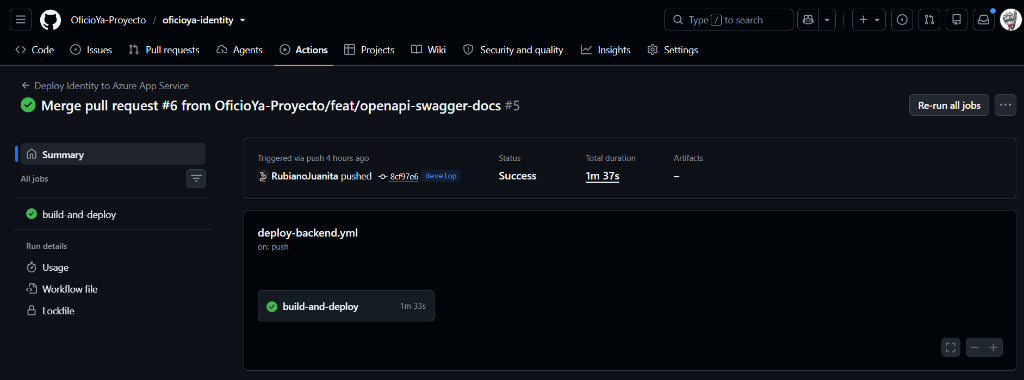 OficioYa-Proyecto / oficioya-identity
Type / to search
Code Issues Pull requests Agents Actions Projects Wiki Security and quality Insights Settings
← Deploy Identity to Azure App Service
Merge pull request #6 from OficioYa-Proyecto/feat/openapi-swagger-docs #5
Re-run all jobs
Summary
All jobs
build-and-deploy
Run details
Usage
Workflow file
Lockfile
Triggered via push 4 hours ago
RubianoJuanita pushed 8cf97e6 develop
Status
Success
Total duration
1m 37s
Artifacts
–
deploy-backend.yml
on: push
build-and-deploy 1m 33s